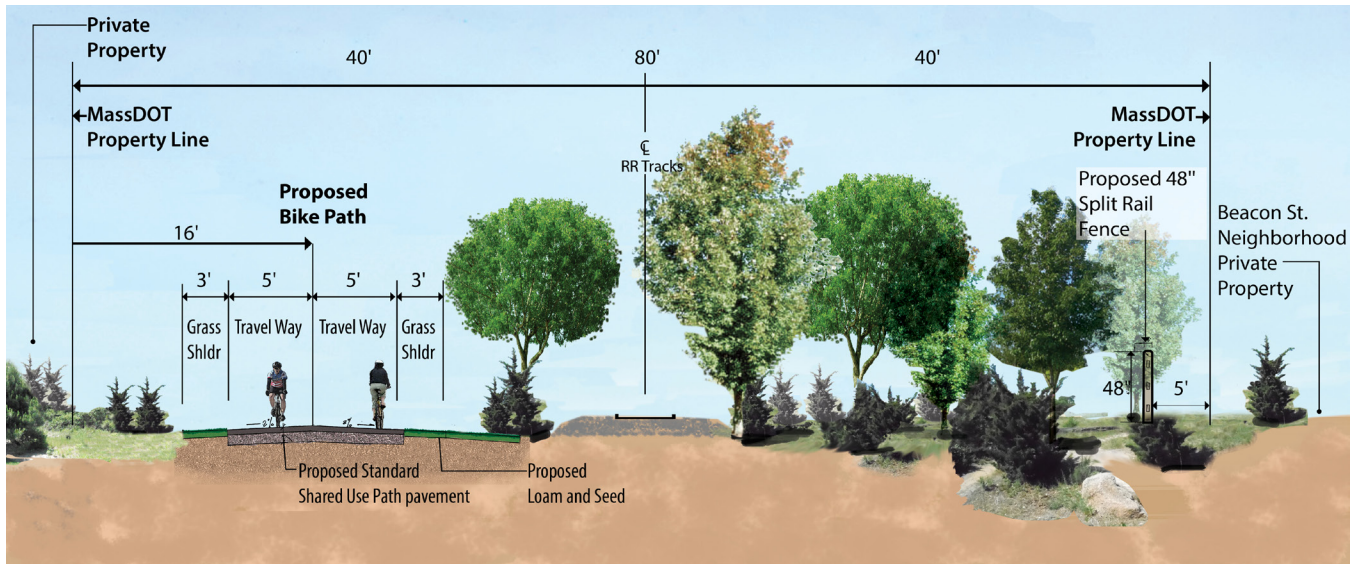 Private
Property
40'
80'
40'
MassDOT
Property Line
MassDOT
Property Line
℄
RR Tracks
Proposed
Bike Path
Proposed 48"
Split Rail
Fence
Beacon St.
Neighborhood
Private
Property
16'
3'
5'
5'
3'
Grass
Shldr
Travel Way
Travel Way
Grass
Shldr
48"
5'
2%
Proposed Standard
Shared Use Path pavement
Proposed
Loam and Seed